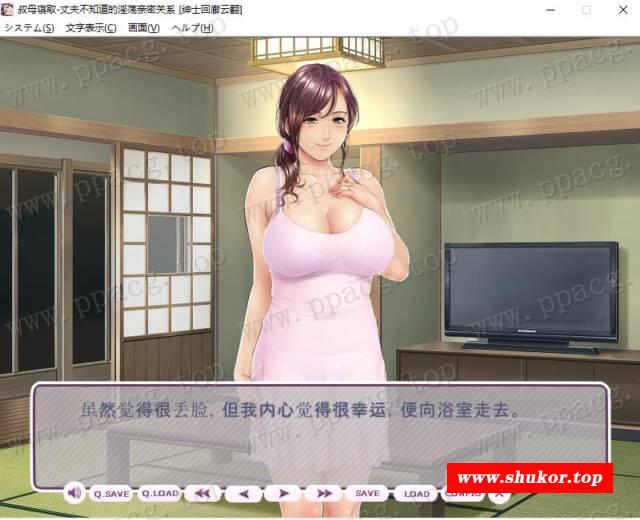 叔母寝取-丈夫不知道的淫荡亲密关系 [绅士回廊云翻]
システム(S) 文字表示(C) 画面(V) ヘルプ(H)
www.ppacg.top
虽然觉得很丢脸，但我内心觉得很幸运，便向浴室走去。
www.shukor.top
Q.SAVE Q.LOAD SAVE LOAD CONFIG